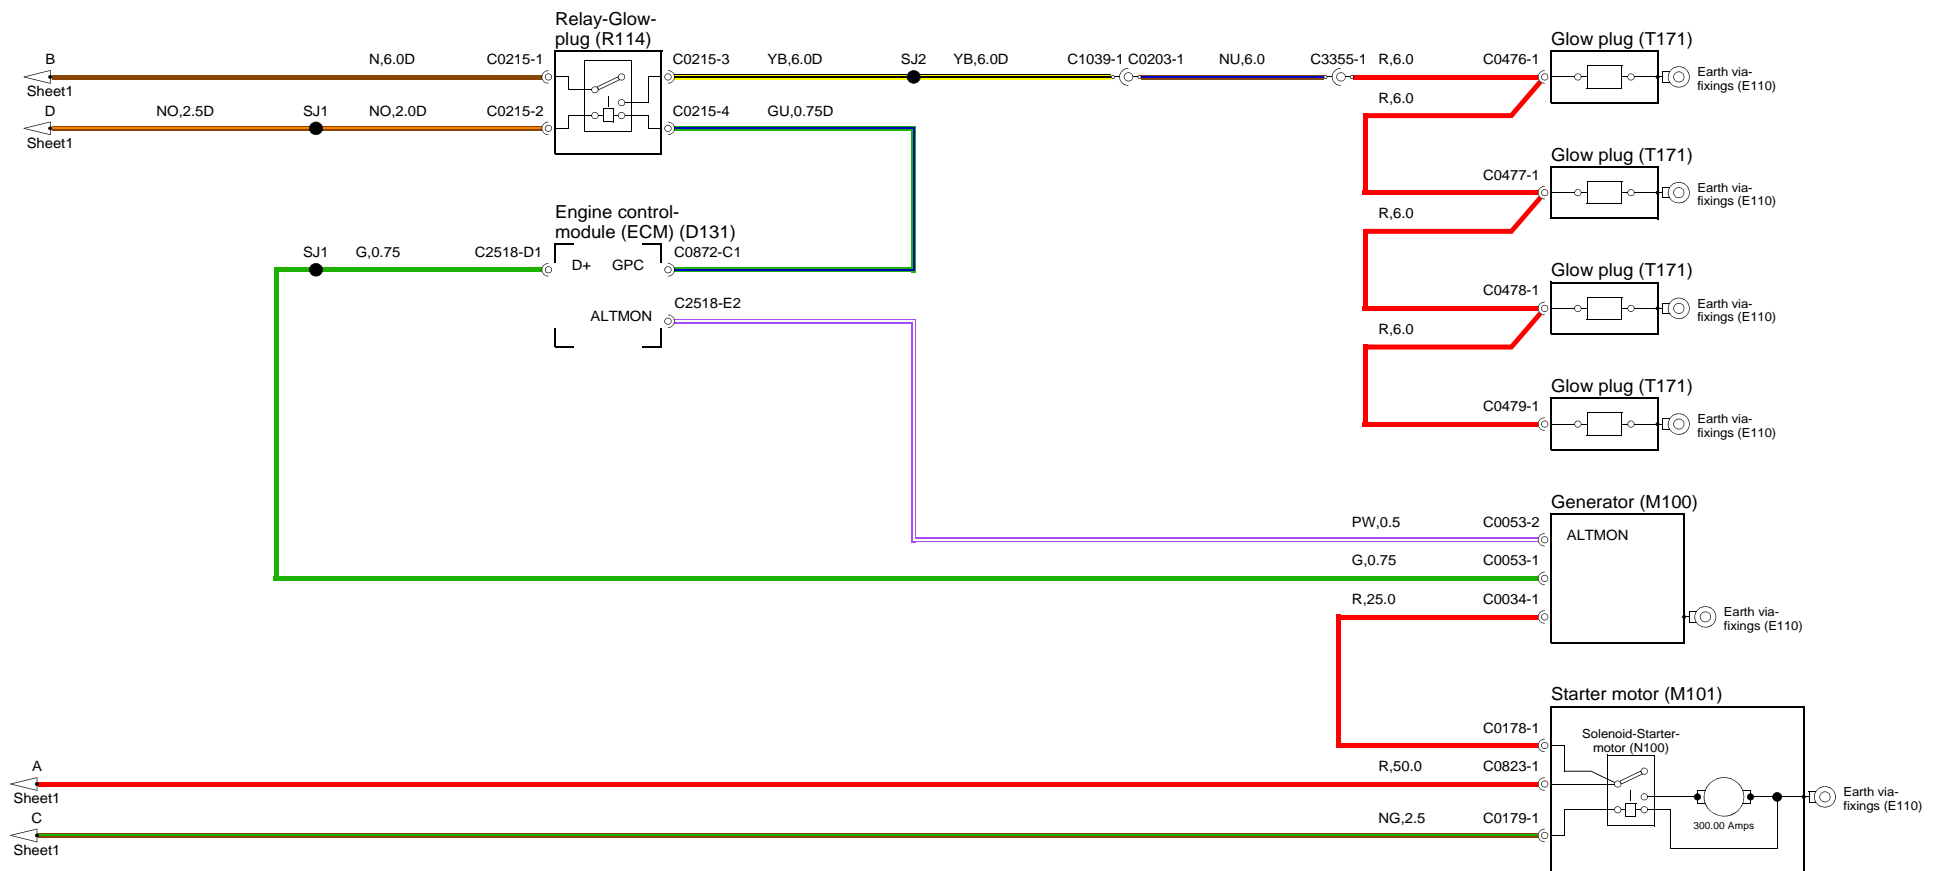 Relay-Glow-
plug (R114)
B
N,6.0D
C0215-1
C0215-3
YB,6.0D
SJ2
YB,6.0D
C1039-1
C0203-1
NU,6.0
C3355-1
R,6.0
C0476-1
Glow plug (T171)
Earth via-
fixings (E110)
Sheet1
D
NO,2.5D
SJ1
NO,2.0D
C0215-2
C0215-4
GU,0.75D
R,6.0
Sheet1
Glow plug (T171)
C0477-1
Earth via-
fixings (E110)
Engine control-
module (ECM) (D131)
R,6.0
SJ1
G,0.75
C2518-D1
D+
GPC
C0872-C1
Glow plug (T171)
C0478-1
Earth via-
fixings (E110)
ALTMON
C2518-E2
R,6.0
Glow plug (T171)
C0479-1
Earth via-
fixings (E110)
Generator (M100)
PW,0.5
C0053-2
ALTMON
G,0.75
C0053-1
R,25.0
C0034-1
Earth via-
fixings (E110)
Starter motor (M101)
C0178-1
Solenoid-Starter-
motor (N100)
A
R,50.0
C0823-1
Sheet1
Earth via-
fixings (E110)
C
NG,2.5
C0179-1
300.00 Amps
Sheet1